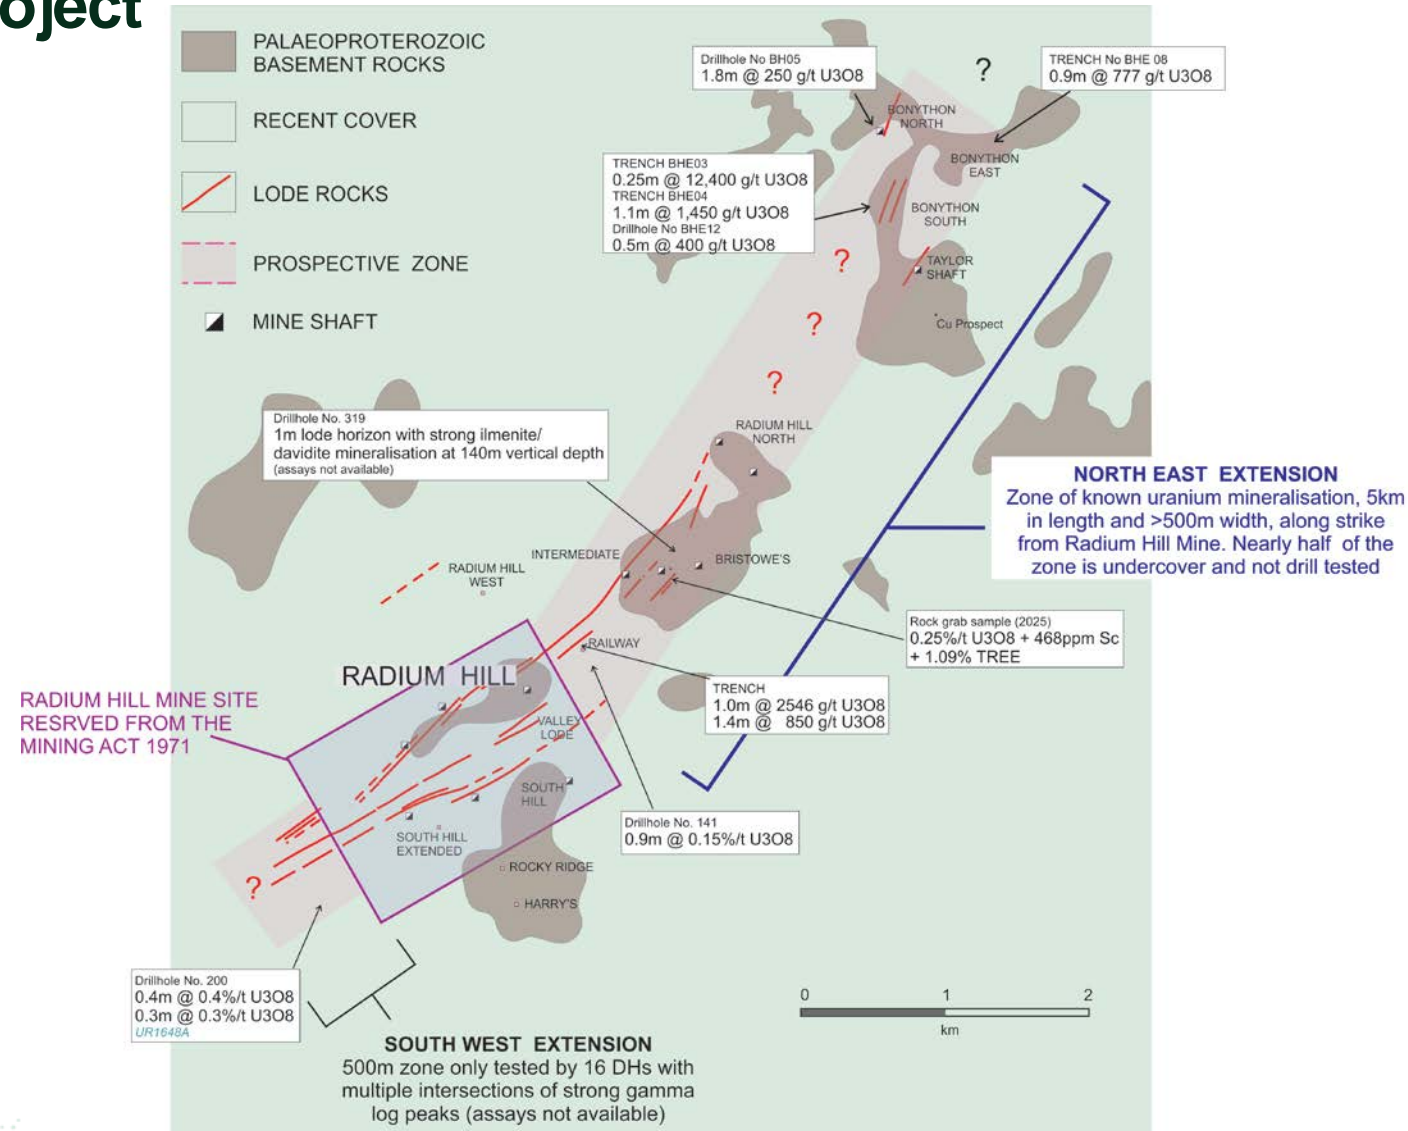 oject
PALAEOPROTEROZOIC
BASEMENT ROCKS
RECENT COVER
LODE ROCKS
PROSPECTIVE ZONE
MINE SHAFT
Drillhole No BH05
1.8m @ 250 g/t U3O8
?
TRENCH No BHE 08
0.9m @ 777 g/t U3O8
BONYTHON
NORTH
BONYTHON
EAST
TRENCH BHE03
0.25m @ 12,400 g/t U3O8
TRENCH BHE04
1.1m @ 1,450 g/t U3O8
Drillhole No BHE12
0.5m @ 400 g/t U3O8
BONYTHON
SOUTH
TAYLOR
SHAFT
Cu Prospect
?
?
?
Drillhole No. 319
1m lode horizon with strong ilmenite/
davidite mineralisation at 140m vertical depth
(assays not available)
RADIUM HILL
NORTH
NORTH EAST EXTENSION
Zone of known uranium mineralisation, 5km
in length and >500m width, along strike
from Radium Hill Mine. Nearly half of the
zone is undercover and not drill tested
INTERMEDIATE
BRISTOWE'S
RADIUM HILL
WEST
Rock grab sample (2025)
0.25%/t U3O8 + 468ppm Sc
+ 1.09% TREE
RAILWAY
RADIUM HILL
TRENCH
1.0m @ 2546 g/t U3O8
1.4m @ 850 g/t U3O8
RADIUM HILL MINE SITE
RESRVED FROM THE
MINING ACT 1971
VALLEY
LODE
SOUTH
HILL
SOUTH HILL
EXTENDED
Drillhole No. 141
0.9m @ 0.15%/t U3O8
ROCKY RIDGE
HARRY'S
?
Drillhole No. 200
0.4m @ 0.4%/t U3O8
0.3m @ 0.3%/t U3O8
UR1648A
0 1 2
km
SOUTH WEST EXTENSION
500m zone only tested by 16 DHs with
multiple intersections of strong gamma
log peaks (assays not available)